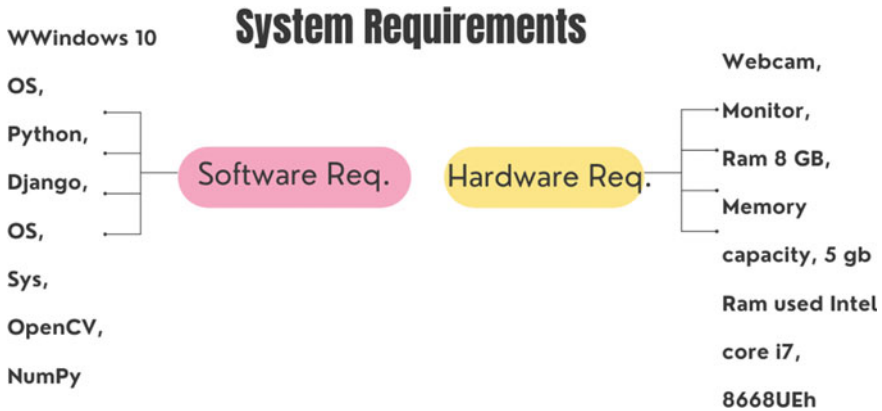 System Requirements
WWindows 10
OS,
Python,
Django,
OS,
Sys,
OpenCV,
NumPy
Software Req.
Hardware Req.
Webcam,
Monitor,
Ram 8 GB,
Memory
capacity, 5 gb
Ram used Intel
core i7,
8668UEh